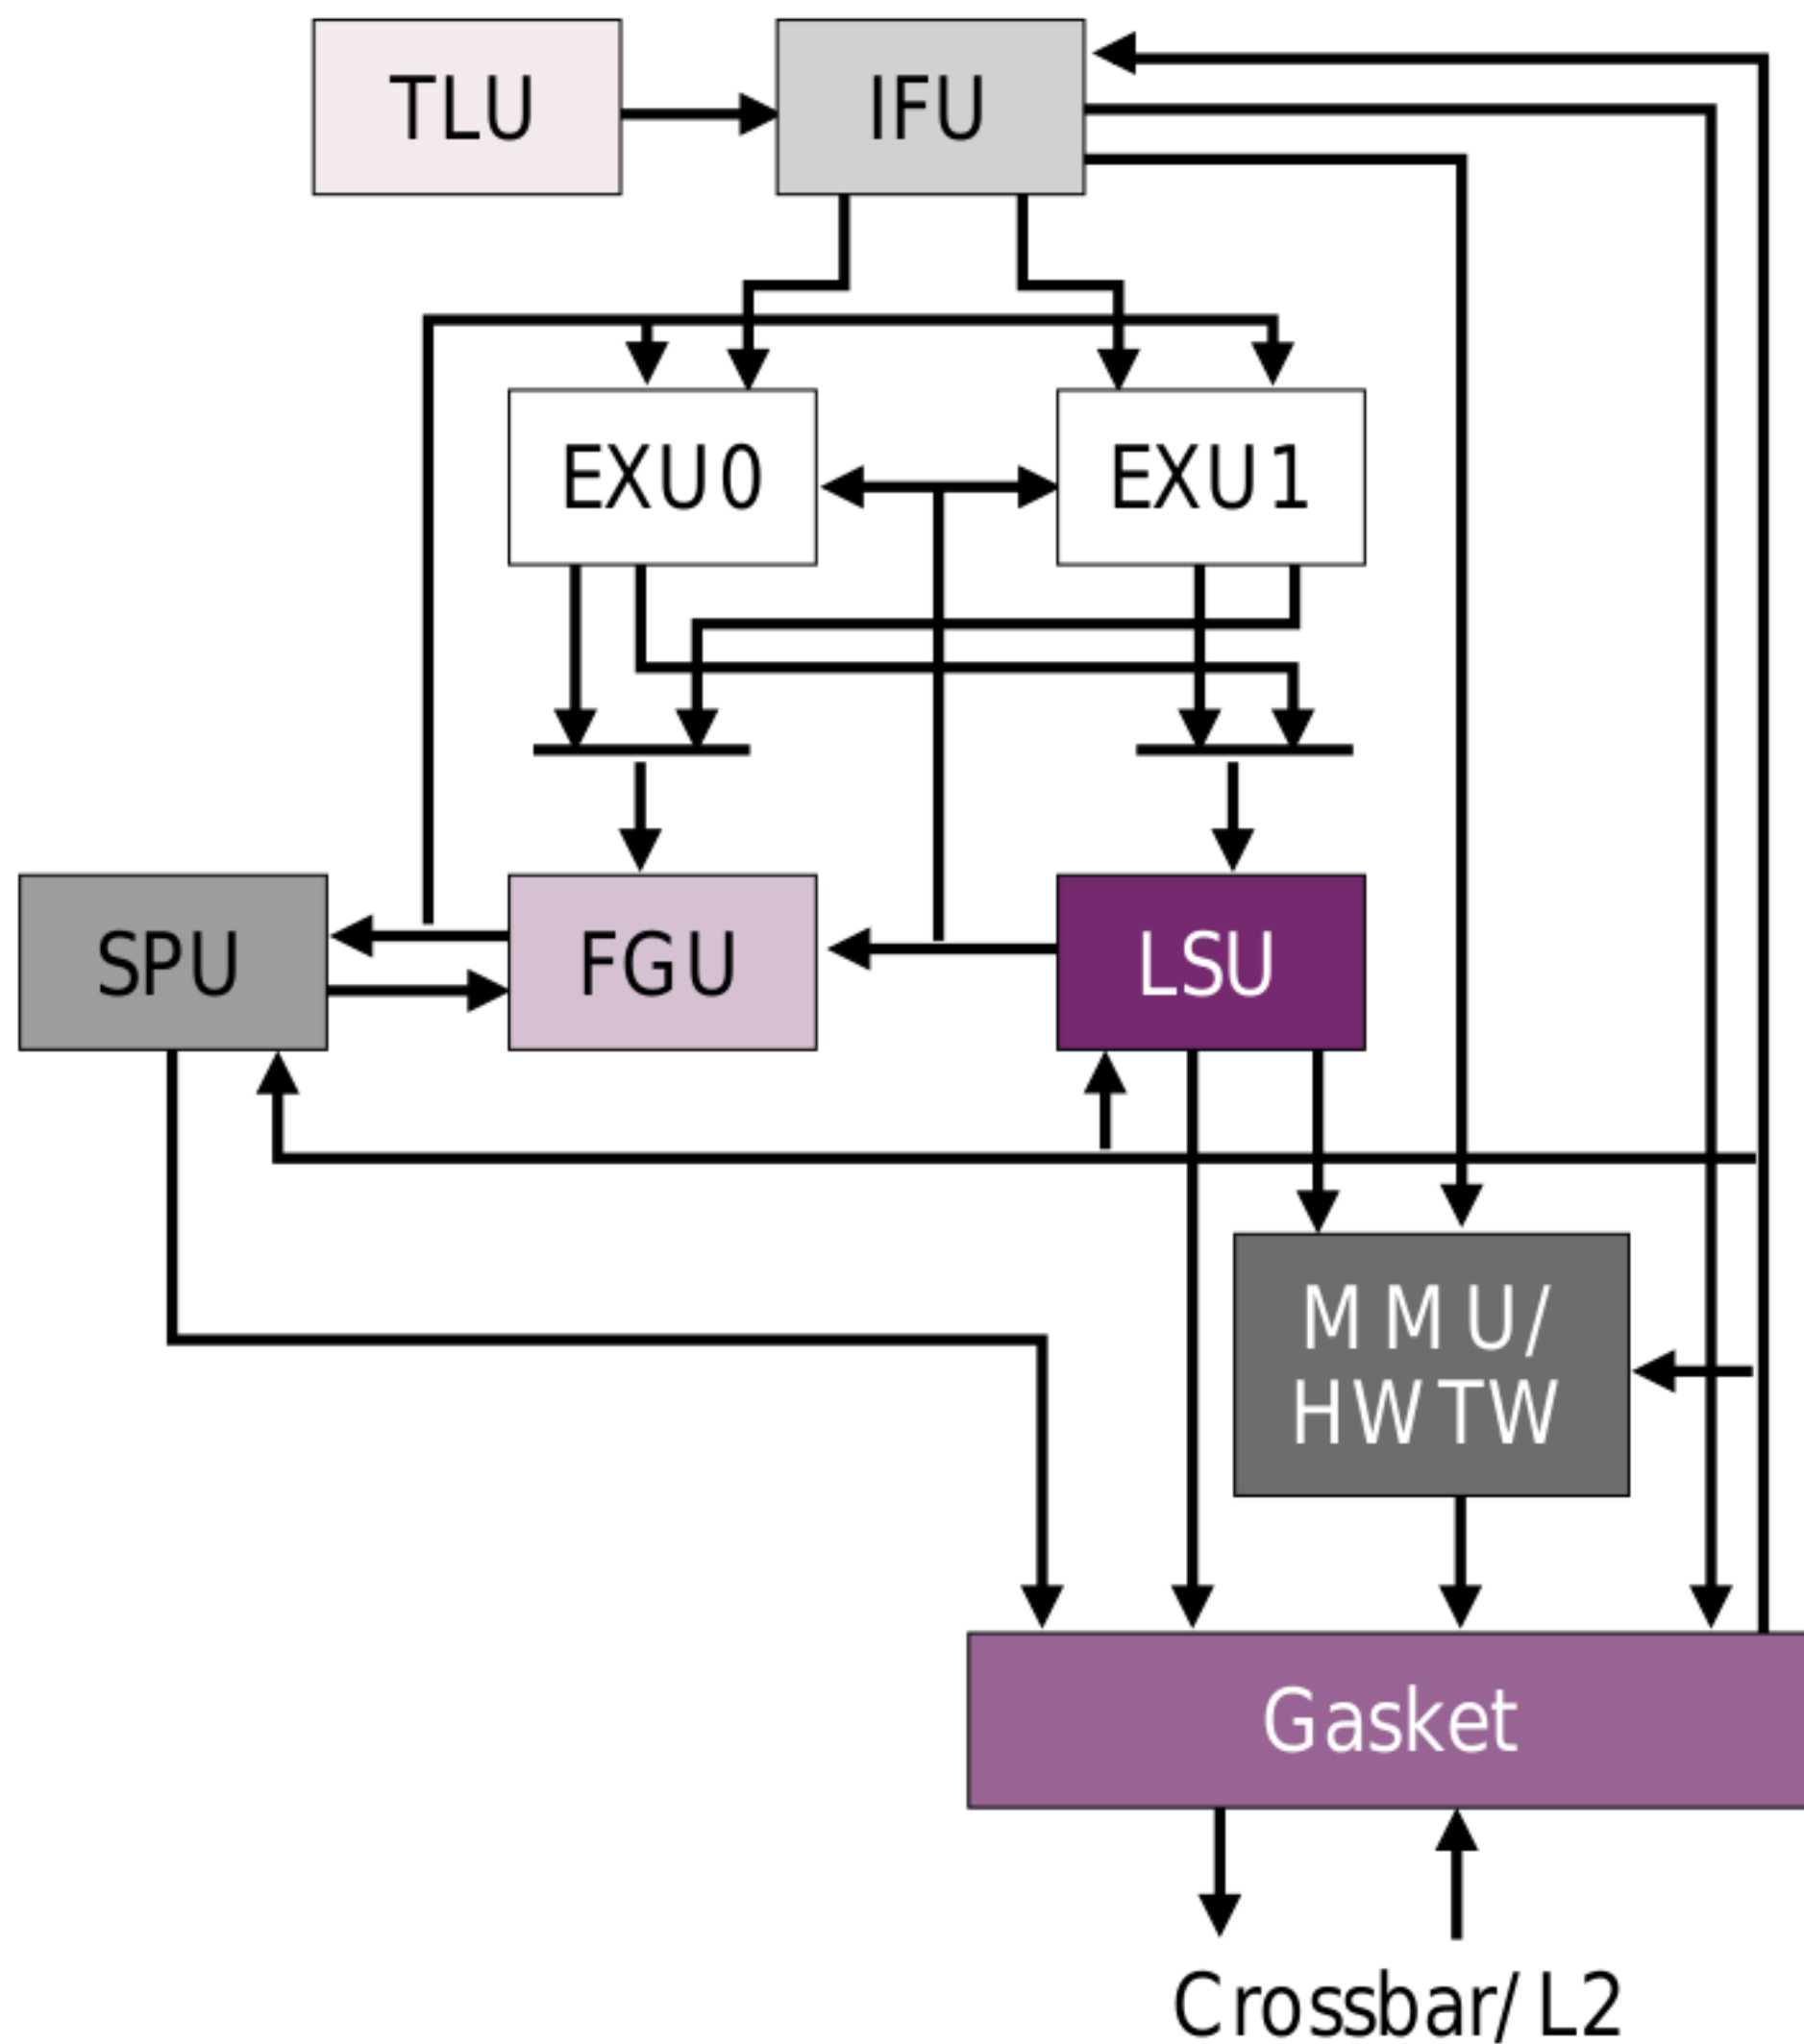 TLU
IFU
EXU0
EXU1
SPU
FGU
LSU
MMU/
HWTW
Gasket
Crossbar/L2